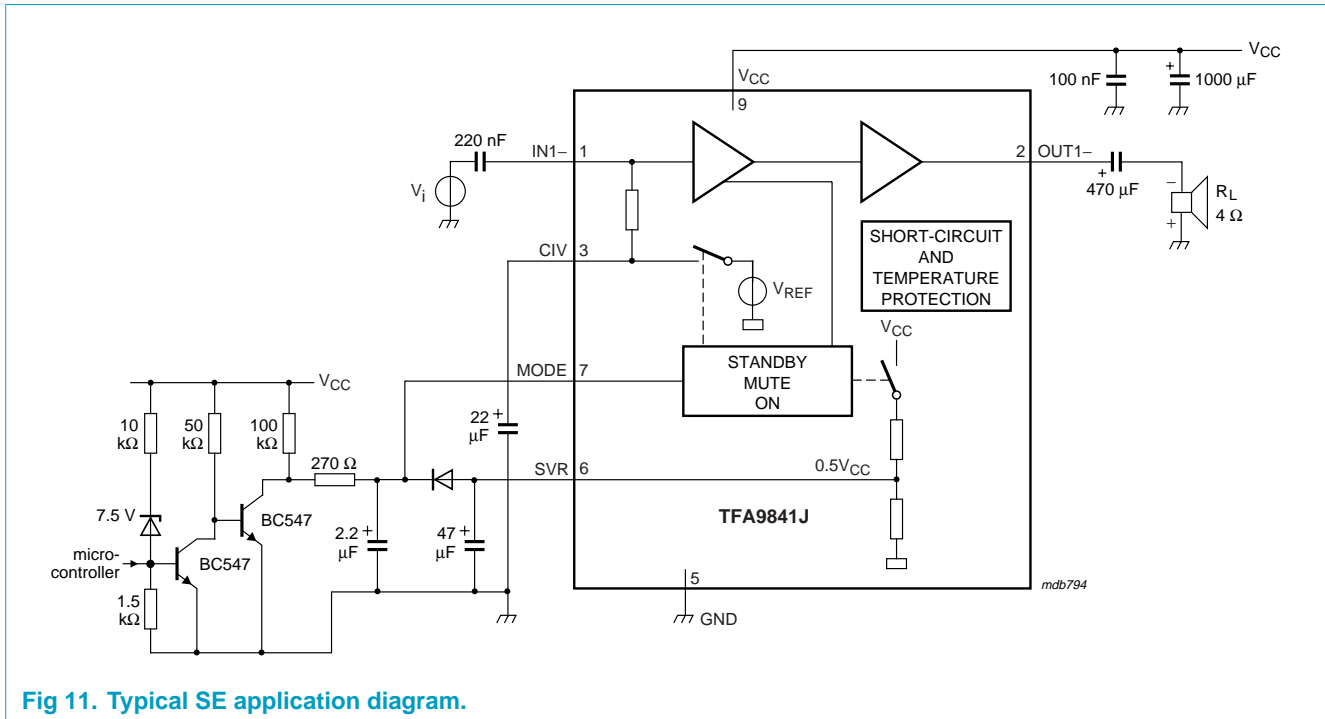 VCC
VCC
9
100 nF
+
1000 µF
220 nF
IN1−
1
Vi
2
OUT1−
+
470 µF
−
+
RL
4 Ω
SHORT-CIRCUIT
AND
TEMPERATURE
PROTECTION
CIV
3
VREF
VCC
MODE
7
STANDBY
MUTE
ON
VCC
10
kΩ
50
kΩ
100
kΩ
22
µF
+
270 Ω
SVR
6
0.5VCC
7.5 V
BC547
TFA9841J
2.2
µF
+
47
µF
+
micro-
controller
BC547
1.5
kΩ
5
GND
mdb794
Fig 11. Typical SE application diagram.